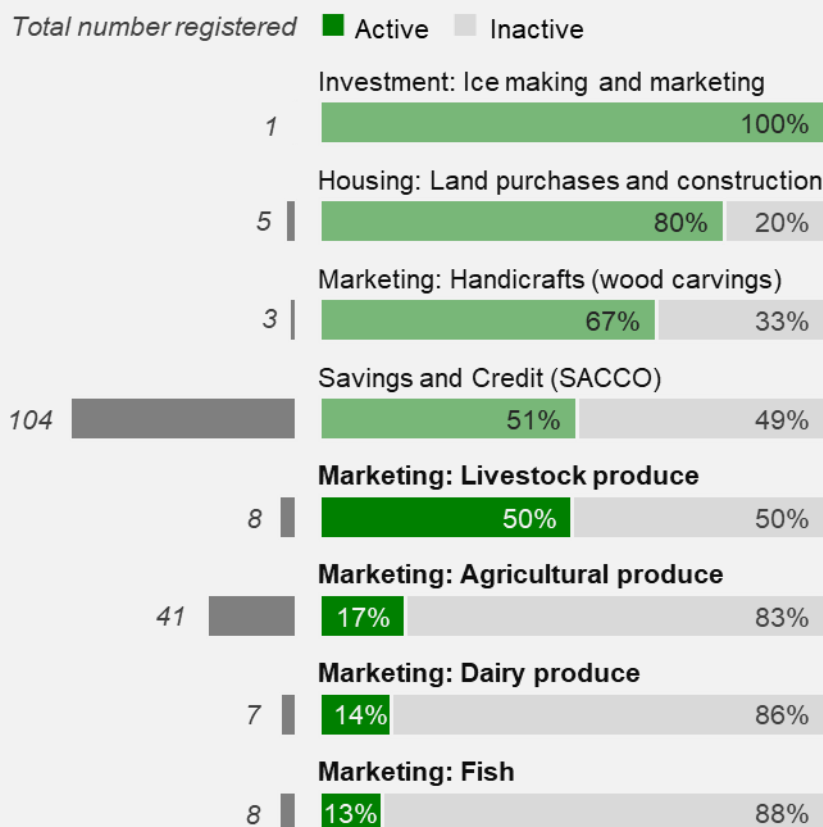 Total number registered Active Inactive
Investment: Ice making and marketing
1 100%
Housing: Land purchases and construction
5 80% 20%
Marketing: Handicrafts (wood carvings)
3 67% 33%
Savings and Credit (SACCO)
104 51% 49%
Marketing: Livestock produce
8 50% 50%
Marketing: Agricultural produce
41 17% 83%
Marketing: Dairy produce
7 14% 86%
Marketing: Fish
8 13% 88%